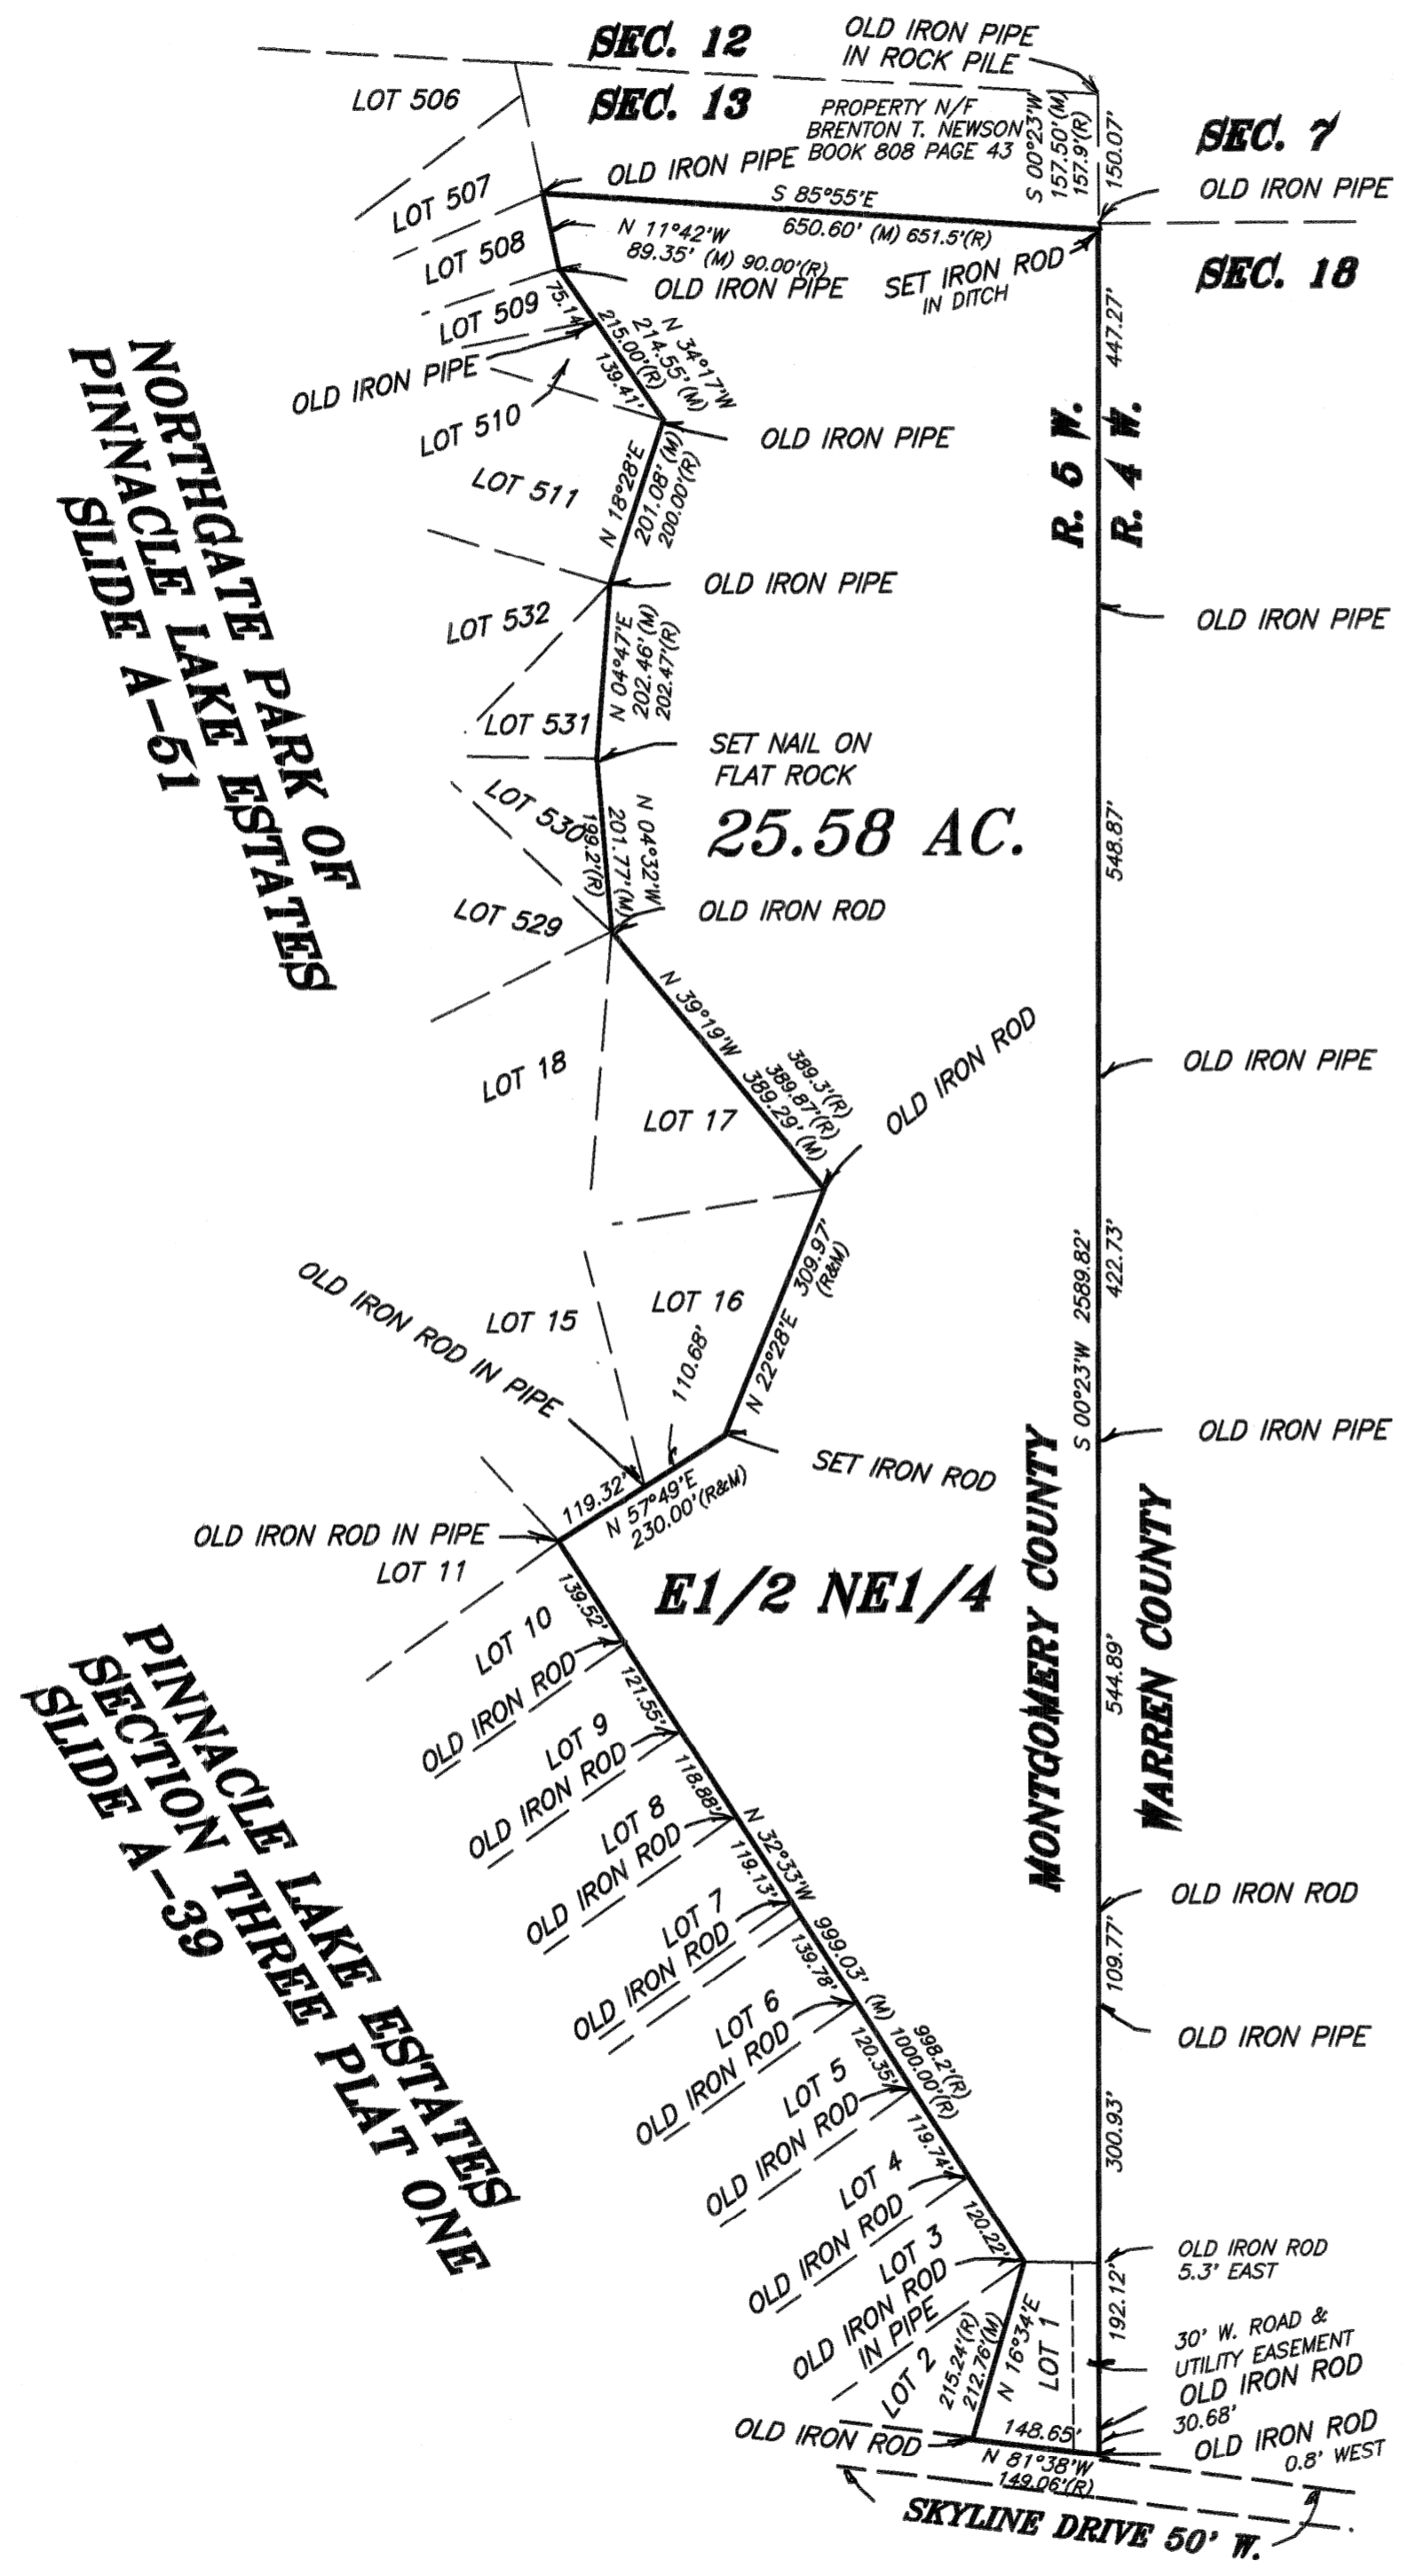 SEC. 12
OLD IRON PIPE
IN ROCK PILE
LOT 506
SEC. 13
PROPERTY N/F
BRENTON T. NEWSON
BOOK 808 PAGE 43
S 00°23'W
157.50' (M)
157.9'(R)
150.07'
SEC. 7
OLD IRON PIPE
OLD IRON PIPE
S 85°55'E
650.60' (M) 651.5'(R)
LOT 507
N 11°42'W
89.35' (M) 90.00'(R)
LOT 508
OLD IRON PIPE
SET IRON ROD
IN DITCH
SEC. 18
LOT 509
75.14'
N 34°17'W
214.55' (M)
215.00'(R)
139.41'
447.27'
OLD IRON PIPE
LOT 510
OLD IRON PIPE
R. 5 W.
R. 4 W.
LOT 511
N 18°28'E
201.08' (M)
200.00'(R)
OLD IRON PIPE
NORTHGATE PARK OF
PINNACLE LAKE ESTATES
SLIDE A-51
LOT 532
N 04°47'E
202.46' (M)
202.47'(R)
OLD IRON PIPE
LOT 531
SET NAIL ON
FLAT ROCK
LOT 530
N 04°32'W
201.77' (M)
199.2'(R)
25.58 AC.
548.87'
LOT 529
OLD IRON ROD
N 39°19'W
389.3'(R)
389.87'(R)
389.29' (M)
OLD IRON ROD
OLD IRON PIPE
LOT 18
LOT 17
S 00°23'W 2589.82'
422.73'
N 22°28'E 309.97'
(R&M)
OLD IRON ROD IN PIPE
LOT 15
LOT 16
110.68'
SET IRON ROD
OLD IRON PIPE
119.32'
N 57°49'E
230.00'(R&M)
OLD IRON ROD IN PIPE
LOT 11
E1/2 NE1/4
MONTGOMERY COUNTY
WARREN COUNTY
544.89'
139.52'
LOT 10
OLD IRON ROD
121.55'
LOT 9
OLD IRON ROD
118.88'
LOT 8
OLD IRON ROD
N 32°33'W 999.03' (M) 1000.00'(R)
998.2'(R)
119.13'
LOT 7
OLD IRON ROD
139.78'
OLD IRON ROD
109.77'
LOT 6
OLD IRON ROD
OLD IRON PIPE
120.35'
LOT 5
OLD IRON ROD
119.74'
300.93'
LOT 4
OLD IRON ROD
120.22'
PINNACLE LAKE ESTATES
SECTION THREE PLAT ONE
SLIDE A-39
LOT 3
OLD IRON ROD
IN PIPE
OLD IRON ROD
5.3' EAST
192.12'
LOT 2
215.24'(R)
212.76'(M)
N 16°34'E
LOT 1
30' W. ROAD &
UTILITY EASEMENT
OLD IRON ROD
30.68'
OLD IRON ROD
148.65'
N 81°38'W
149.06'(R)
OLD IRON ROD
0.8' WEST
SKYLINE DRIVE 50' W.